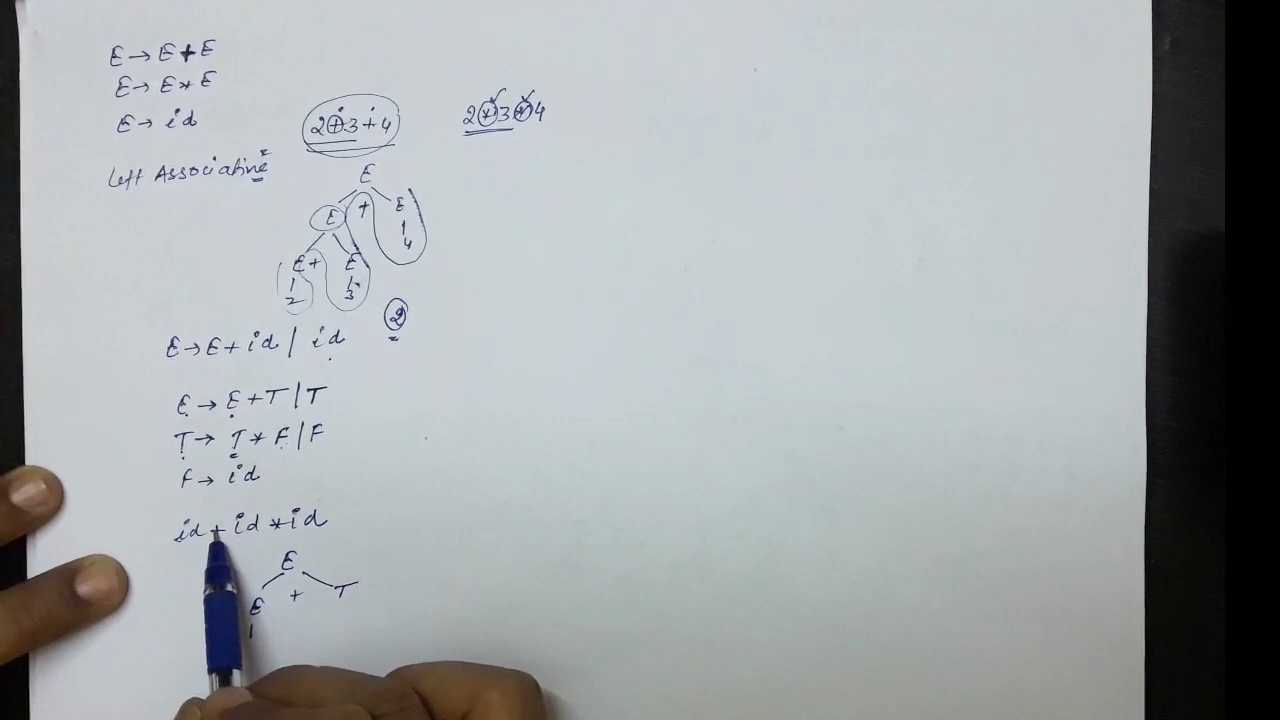 E → E + E
E → E * E
E → id
2+3+4
2*3*4
Left Associative
E
E + E
4
E + E
2 3
2
E → E + id / id
E → E + T / T
T → T * F / F
F → id
id + id * id
E
E + T